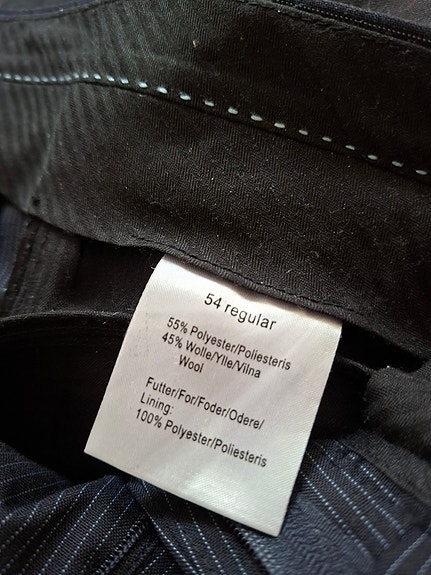 54 regular
55% Polyester/Poliesteris
45% Wolle/Ylle/Vilna
Wool
Futter/For/Foder/Odere/
Lining:
100% Polyester/Poliesteris